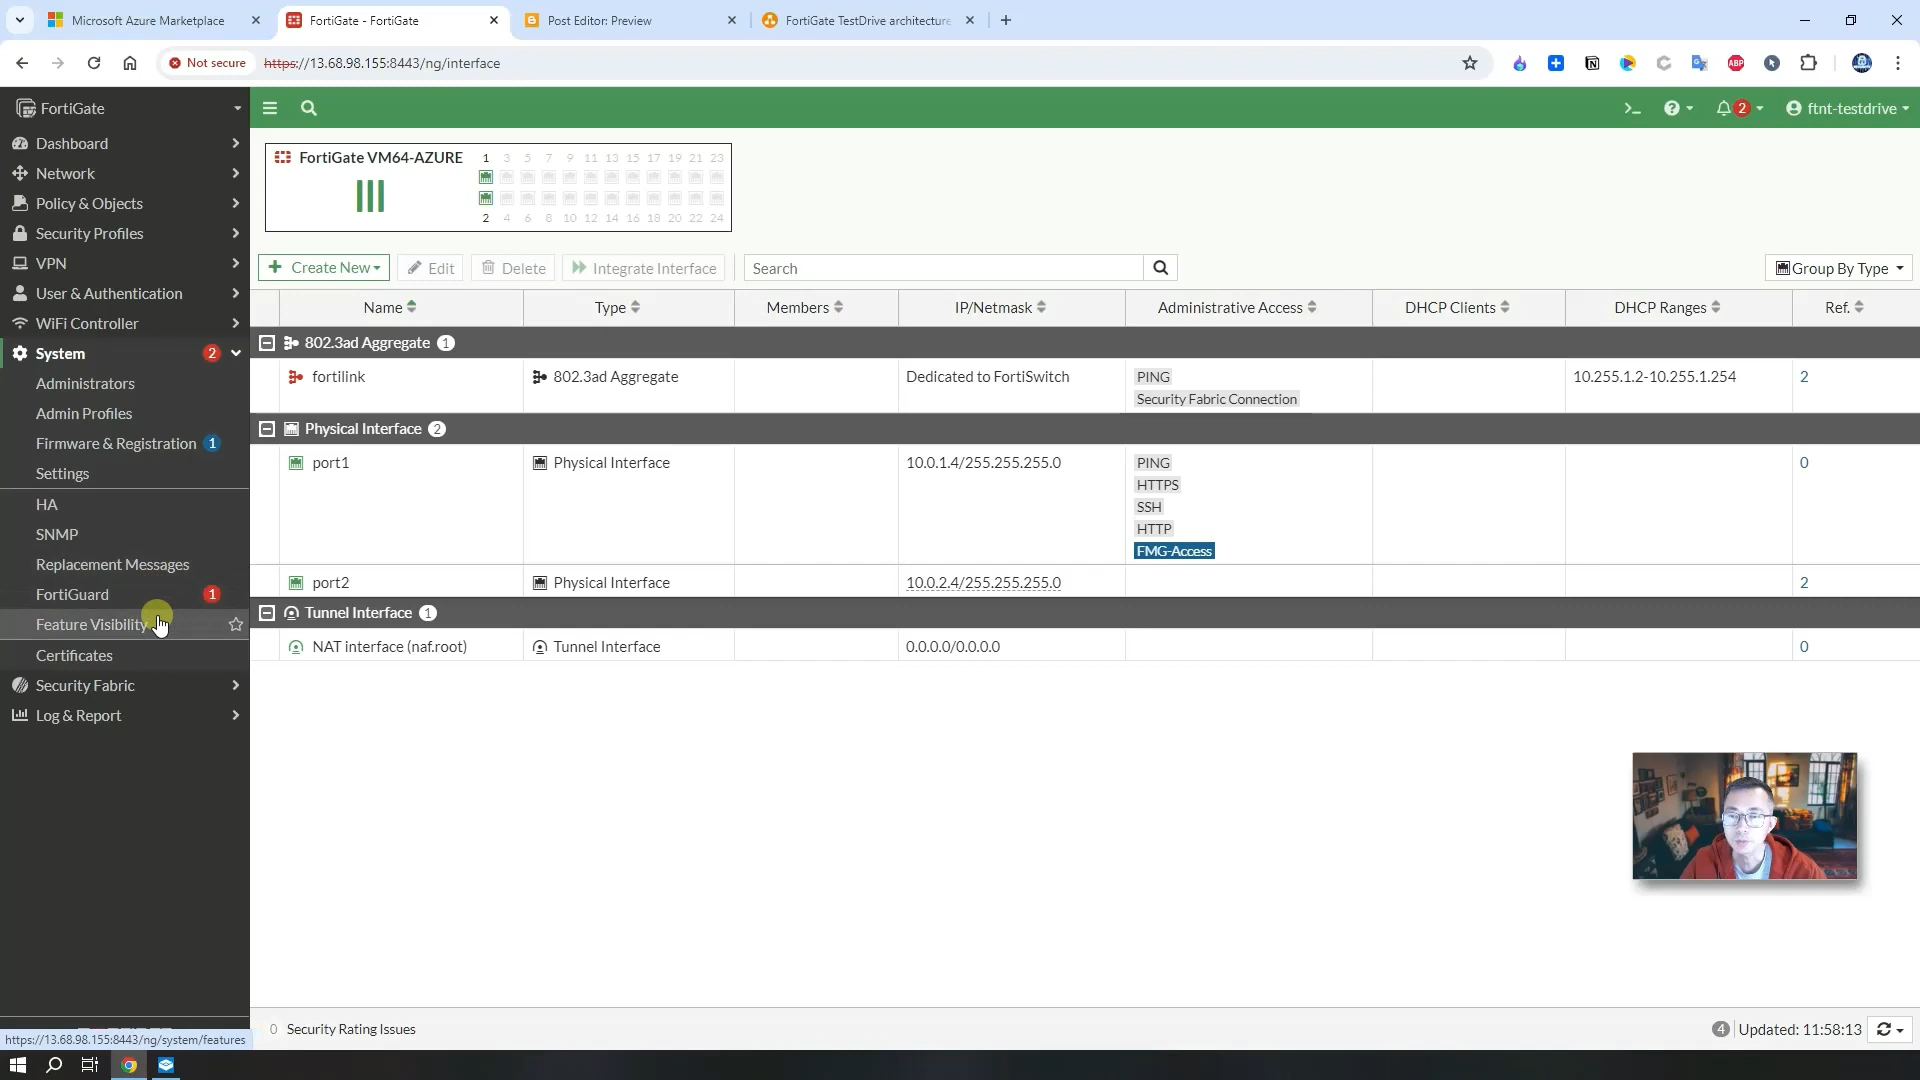 Microsoft Azure Marketplace
FortiGate - FortiGate
Post Editor: Preview
FortiGate TestDrive architecture
Not secure
https://13.68.98.155:8443/ng/interface
ABP
FortiGate
2
ftnt-testdrive
Dashboard
Network
Policy & Objects
Security Profiles
VPN
User & Authentication
WiFi Controller
System 2
Administrators
Admin Profiles
Firmware & Registration 1
Settings
HA
SNMP
Replacement Messages
FortiGuard 1
Feature Visibility
Certificates
Security Fabric
Log & Report
https://13.68.98.155:8443/ng/system/features
FortiGate VM64-AZURE
1 3 5 7 9 11 13 15 17 19 21 23
2 4 6 8 10 12 14 16 18 20 22 24
Create New Edit Delete Integrate Interface Search Group By Type
Name Type Members IP/Netmask Administrative Access DHCP Clients DHCP Ranges Ref.
802.3ad Aggregate 1
fortilink 802.3ad Aggregate Dedicated to FortiSwitch PING 10.255.1.2-10.255.1.254 2
Security Fabric Connection
Physical Interface 2
port1 Physical Interface 10.0.1.4/255.255.255.0 PING 0
HTTPS
SSH
HTTP
FMG-Access
port2 Physical Interface 10.0.2.4/255.255.255.0 2
Tunnel Interface 1
NAT interface (naf.root) Tunnel Interface 0.0.0.0/0.0.0.0 0
0 Security Rating Issues
4 Updated: 11:58:13